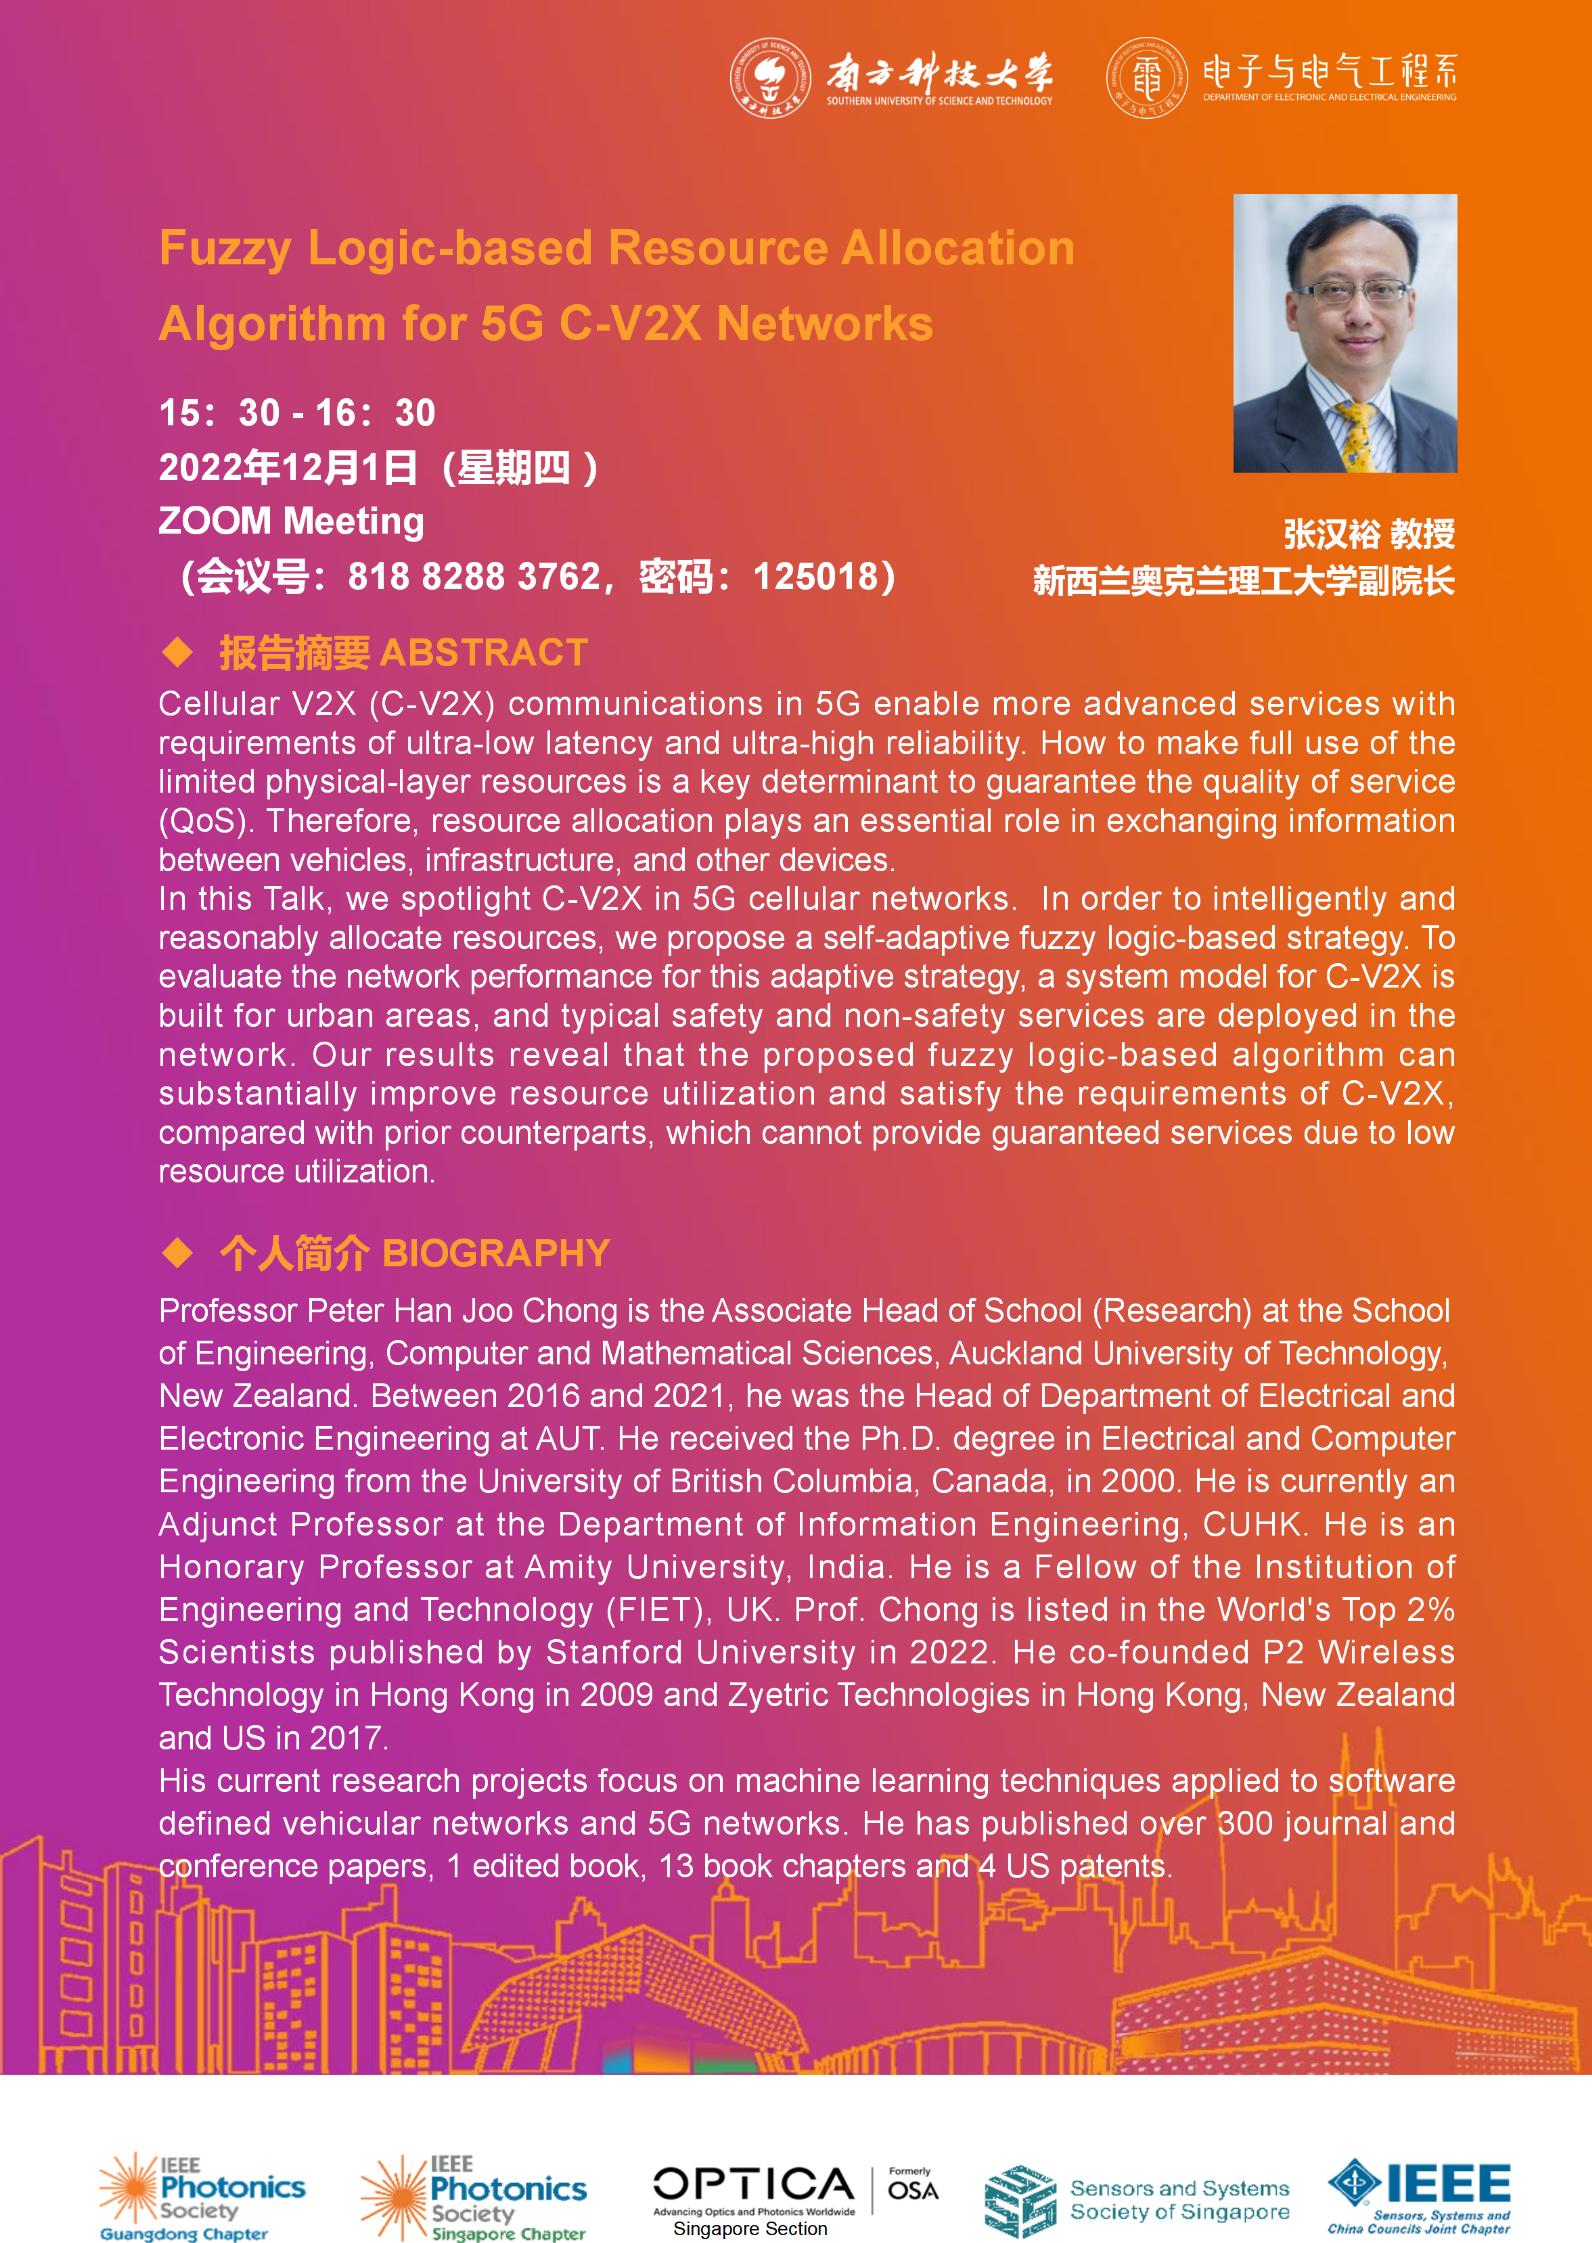 南方科技大学
SOUTHERN UNIVERSITY OF SCIENCE AND TECHNOLOGY
电子与电气工程系
DEPARTMENT OF ELECTRONIC AND ELECTRICAL ENGINEERING
Fuzzy Logic-based Resource Allocation
Algorithm for 5G C-V2X Networks
15：30 - 16：30
2022年12月1日（星期四 ）
ZOOM Meeting
（会议号：818 8288 3762，密码：125018）
张汉裕 教授
新西兰奥克兰理工大学副院长
◆ 报告摘要 ABSTRACT
Cellular V2X (C-V2X) communications in 5G enable more advanced services with
requirements of ultra-low latency and ultra-high reliability. How to make full use of the
limited physical-layer resources is a key determinant to guarantee the quality of service
(QoS). Therefore, resource allocation plays an essential role in exchanging information
between vehicles, infrastructure, and other devices.
In this Talk, we spotlight C-V2X in 5G cellular networks. In order to intelligently and
reasonably allocate resources, we propose a self-adaptive fuzzy logic-based strategy. To
evaluate the network performance for this adaptive strategy, a system model for C-V2X is
built for urban areas, and typical safety and non-safety services are deployed in the
network. Our results reveal that the proposed fuzzy logic-based algorithm can
substantially improve resource utilization and satisfy the requirements of C-V2X,
compared with prior counterparts, which cannot provide guaranteed services due to low
resource utilization.
◆ 个人简介 BIOGRAPHY
Professor Peter Han Joo Chong is the Associate Head of School (Research) at the School
of Engineering, Computer and Mathematical Sciences, Auckland University of Technology,
New Zealand. Between 2016 and 2021, he was the Head of Department of Electrical and
Electronic Engineering at AUT. He received the Ph.D. degree in Electrical and Computer
Engineering from the University of British Columbia, Canada, in 2000. He is currently an
Adjunct Professor at the Department of Information Engineering, CUHK. He is an
Honorary Professor at Amity University, India. He is a Fellow of the Institution of
Engineering and Technology (FIET), UK. Prof. Chong is listed in the World's Top 2%
Scientists published by Stanford University in 2022. He co-founded P2 Wireless
Technology in Hong Kong in 2009 and Zyetric Technologies in Hong Kong, New Zealand
and US in 2017.
His current research projects focus on machine learning techniques applied to software
defined vehicular networks and 5G networks. He has published over 300 journal and
conference papers, 1 edited book, 13 book chapters and 4 US patents.
IEEE
Photonics
Society
Guangdong Chapter
IEEE
Photonics
Society
Singapore Chapter
OPTICA
Advancing Optics and Photonics Worldwide
Singapore Section
Formerly
OSA
Sensors and Systems
Society of Singapore
IEEE
Sensors, Systems and
China Councils Joint Chapter